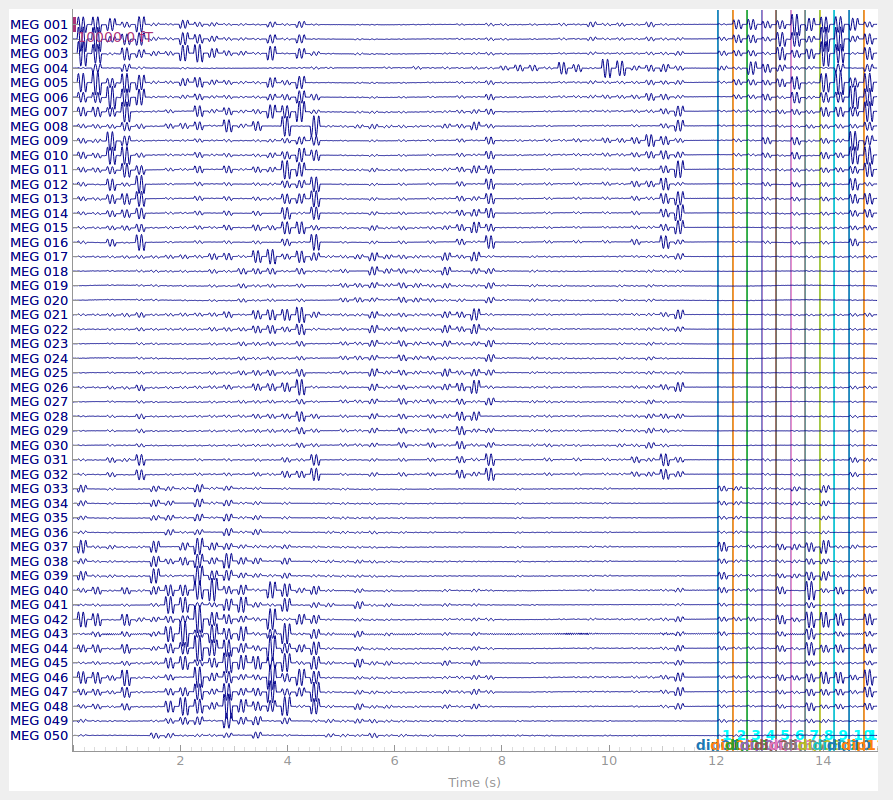 MEG 001
MEG 002
MEG 003
MEG 004
MEG 005
MEG 006
MEG 007
MEG 008
MEG 009
MEG 010
MEG 011
MEG 012
MEG 013
MEG 014
MEG 015
MEG 016
MEG 017
MEG 018
MEG 019
MEG 020
MEG 021
MEG 022
MEG 023
MEG 024
MEG 025
MEG 026
MEG 027
MEG 028
MEG 029
MEG 030
MEG 031
MEG 032
MEG 033
MEG 034
MEG 035
MEG 036
MEG 037
MEG 038
MEG 039
MEG 040
MEG 041
MEG 042
MEG 043
MEG 044
MEG 045
MEG 046
MEG 047
MEG 048
MEG 049
MEG 050
1 2 3 4 5 6 7 8 9 10
2 4 6 8 10 12 14
Time (s)